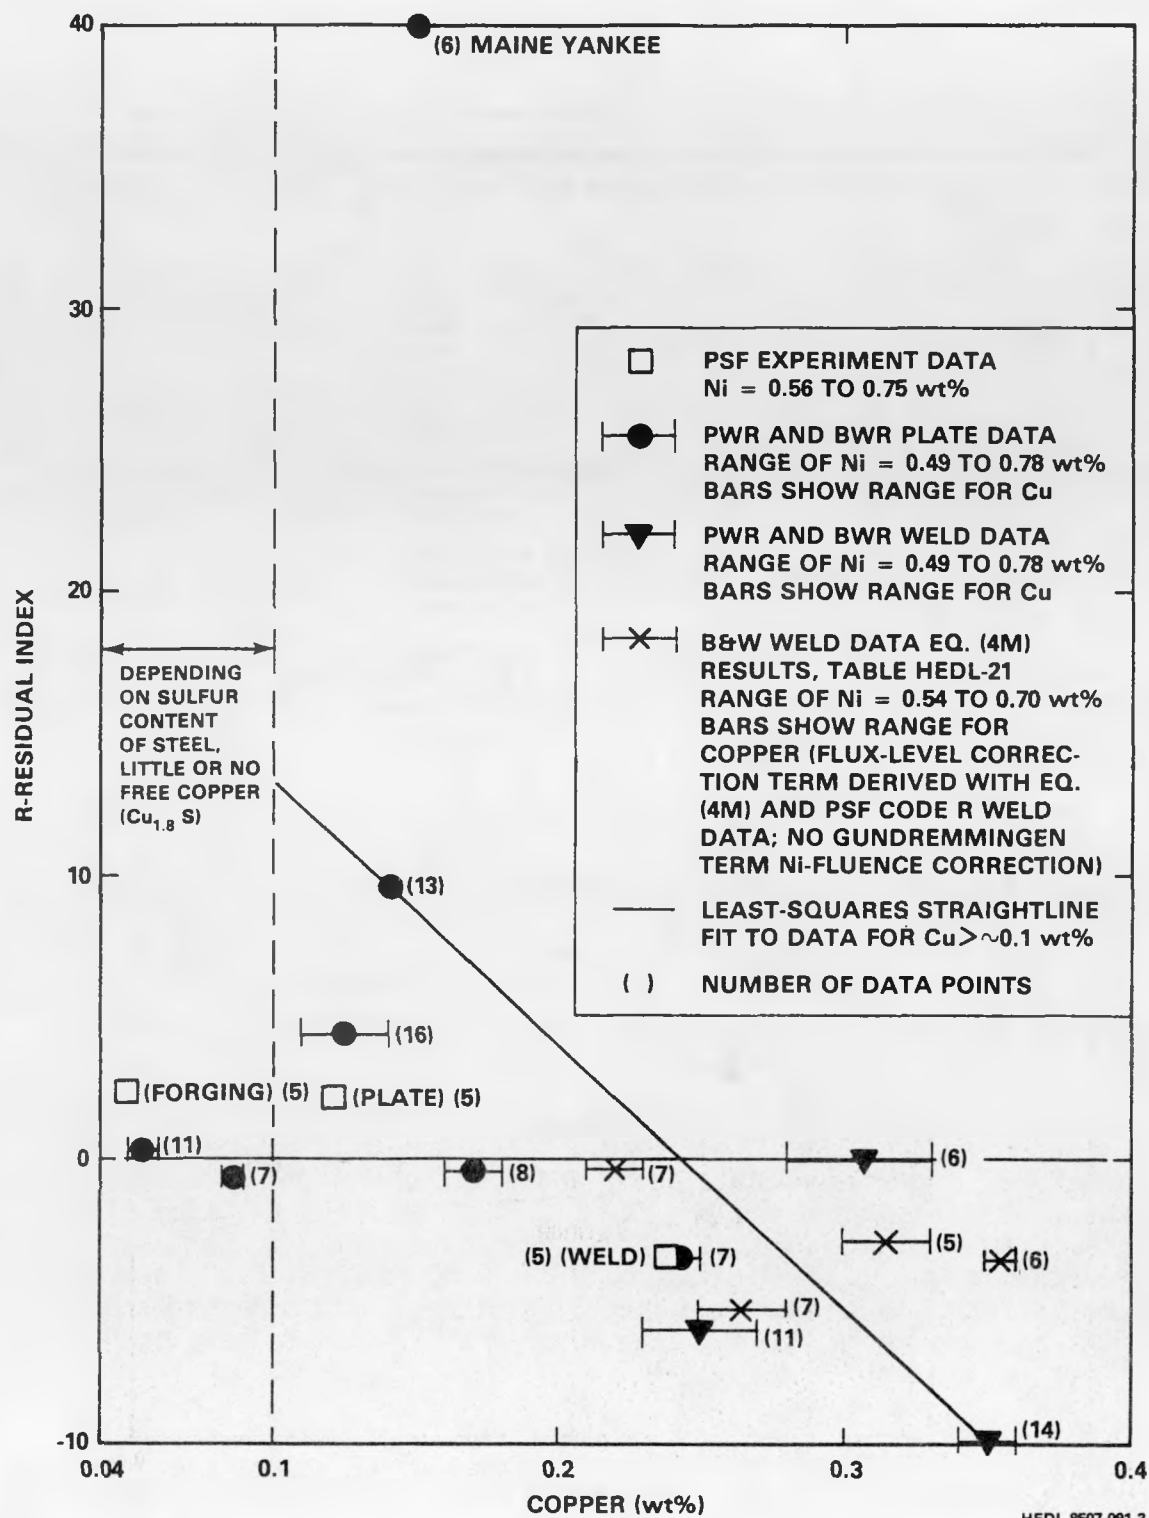 40
(6) MAINE YANKEE
30
PSF EXPERIMENT DATA
Ni = 0.56 TO 0.75 wt%
PWR AND BWR PLATE DATA
RANGE OF Ni = 0.49 TO 0.78 wt%
BARS SHOW RANGE FOR Cu
PWR AND BWR WELD DATA
RANGE OF Ni = 0.49 TO 0.78 wt%
BARS SHOW RANGE FOR Cu
B&W WELD DATA EQ. (4M)
RESULTS, TABLE HEDL-21
RANGE OF Ni = 0.54 TO 0.70 wt%
BARS SHOW RANGE FOR
COPPER (FLUX-LEVEL CORREC-
TION TERM DERIVED WITH EQ.
(4M) AND PSF CODE R WELD
DATA; NO GUNDREMMINGEN
TERM Ni-FLUENCE CORRECTION)
LEAST-SQUARES STRAIGHTLINE
FIT TO DATA FOR Cu>~0.1 wt%
( ) NUMBER OF DATA POINTS
20
R-RESIDUAL INDEX
DEPENDING
ON SULFUR
CONTENT
OF STEEL,
LITTLE OR NO
FREE COPPER
(Cu1.8 S)
10
(13)
(16)
(FORGING) (5)
(PLATE) (5)
(11)
0
(7)
(8)
(7)
(6)
(5) (WELD)
(7)
(5)
(6)
(7)
(11)
(14)
-10
0.04
0.1
0.2
0.3
0.4
COPPER (wt%)